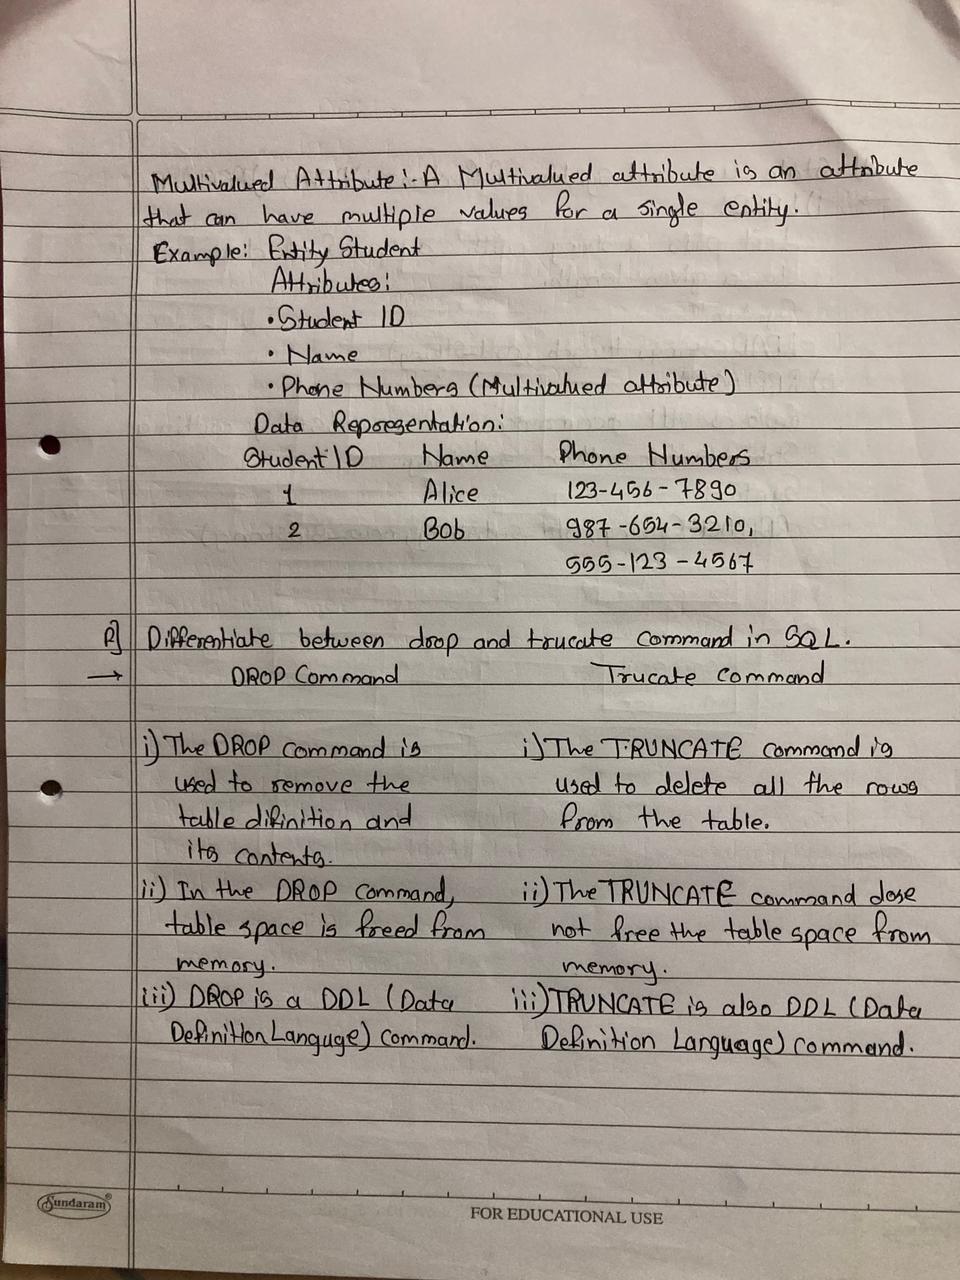 Multivalued Attribute:- A Multivalued attribute is an attribute
that can have multiple values for a single entity.
Example: Entity Student
Attributes:
• Student ID
• Name
• Phone Numbers (Multivalued attribute)
Data Representation:
Student ID Name Phone Numbers
1 Alice 123-456-7890
2 Bob 987-654-3210,
555-123-4567
P] Differentiate between drop and trucate command in SQL.
→ DROP Command Trucate command
i) The DROP command is i) The TRUNCATE command is
used to remove the used to delete all the rows
table difinition and from the table.
its contents.
ii) In the DROP command, ii) The TRUNCATE command dose
table space is freed from not free the table space from
memory. memory.
iii) DROP is a DDL (Data iii) TRUNCATE is also DDL (Data
Definition Languge) command. Definition Language) command.
Sundaram®
FOR EDUCATIONAL USE